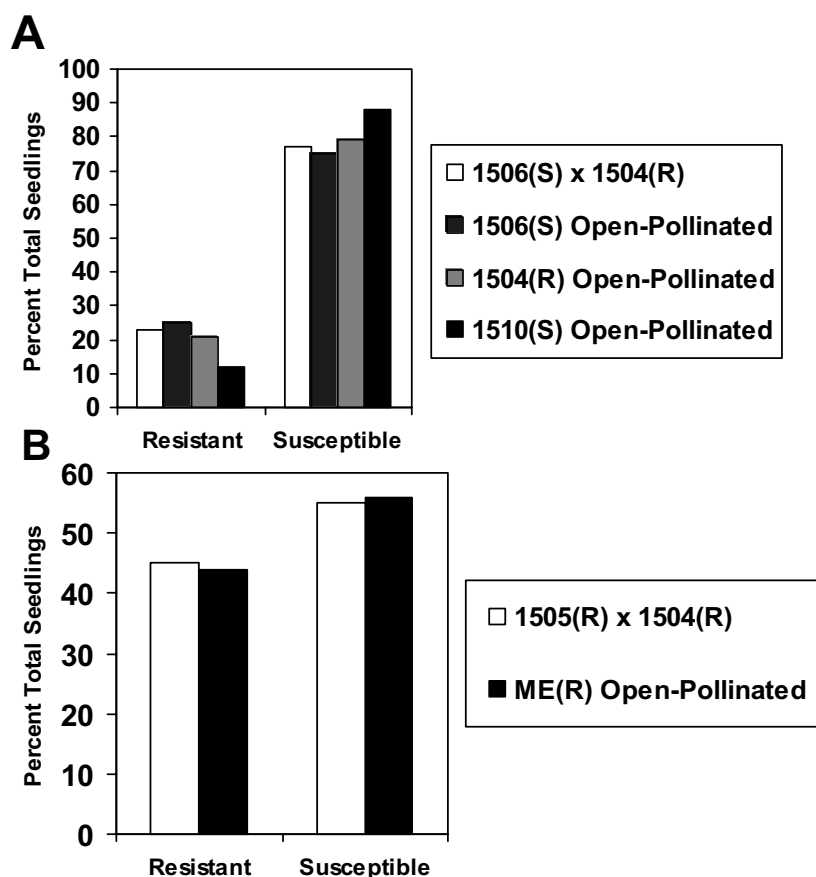 A
Percent Total Seedlings
100
90
80
70
60
50
40
30
20
10
0
Resistant Susceptible
1506(S) x 1504(R)
1506(S) Open-Pollinated
1504(R) Open-Pollinated
1510(S) Open-Pollinated
B
Percent Total Seedlings
60
50
40
30
20
10
0
Resistant Susceptible
1505(R) x 1504(R)
ME(R) Open-Pollinated